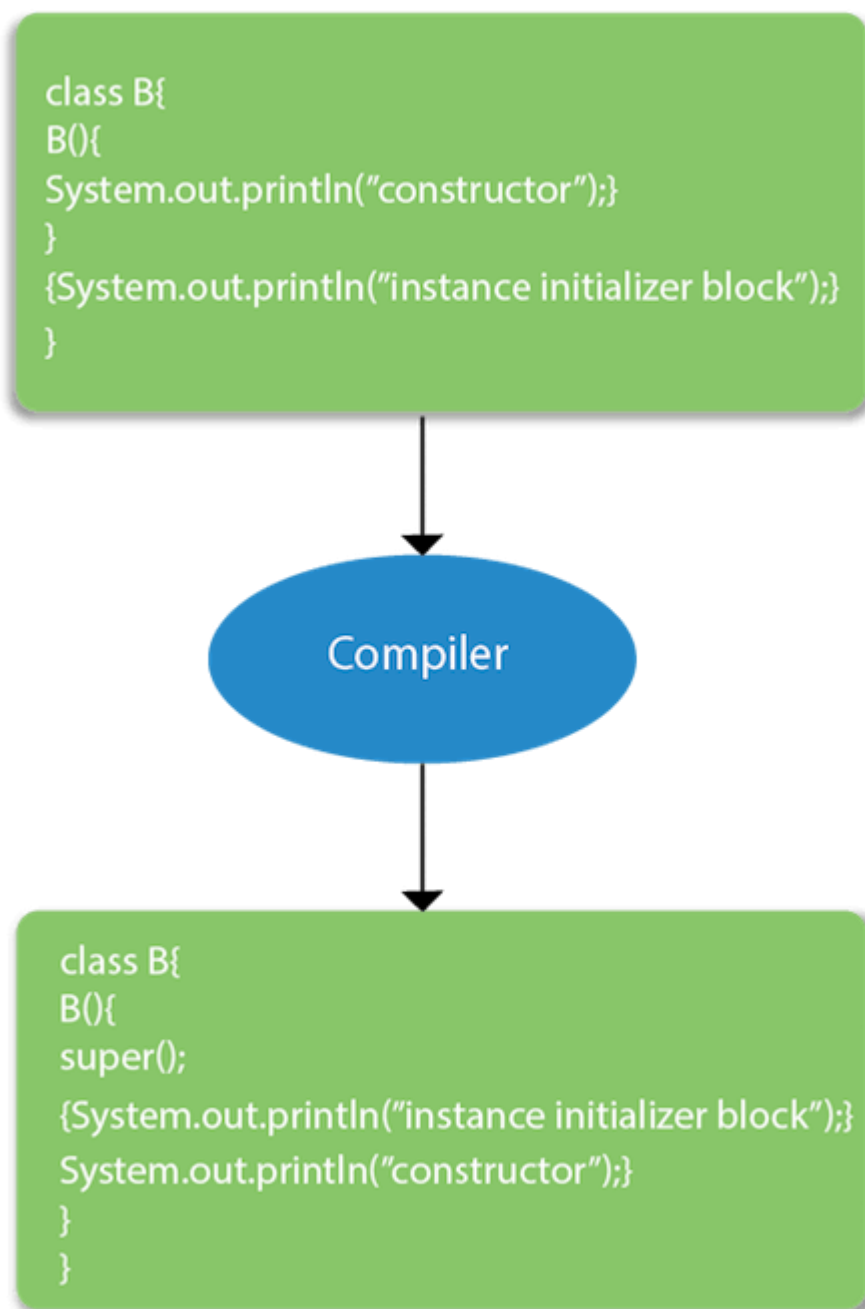 class B{
B(){
System.out.println("constructor");}
}
{System.out.println("instance initializer block");}
}
Compiler
class B{
B(){
super();
{System.out.println("instance initializer block");}
System.out.println("constructor");}
}
}